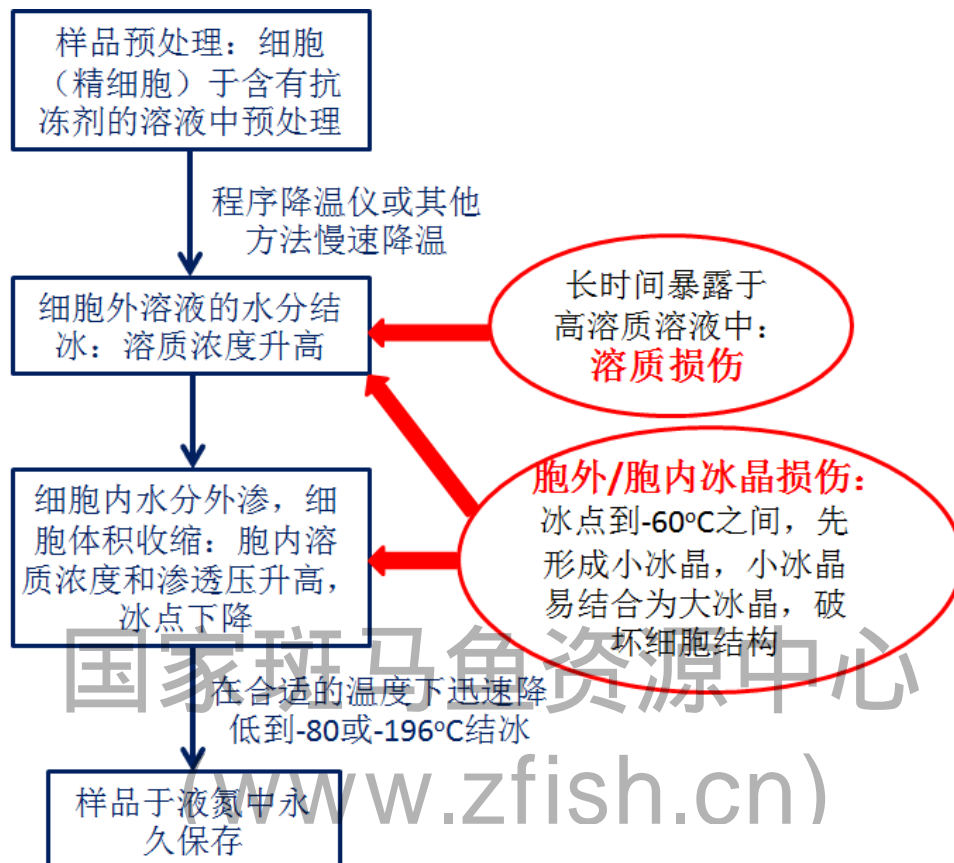 样品预处理：细胞
（精细胞）于含有抗
冻剂的溶液中预处理
程序降温仪或其他
方法慢速降温
细胞外溶液的水分结
冰：溶质浓度升高
长时间暴露于
高溶质溶液中：
溶质损伤
细胞内水分外渗，细
胞体积收缩：胞内溶
质浓度和渗透压升高，
冰点下降
胞外/胞内冰晶损伤：
冰点到-60℃之间，先
形成小冰晶，小冰晶
易结合为大冰晶，破
坏细胞结构
国家斑马鱼资源中心
在合适的温度下迅速降
低到-80或-196℃结冰
(www.zfish.cn)
样品于液氮中永
久保存